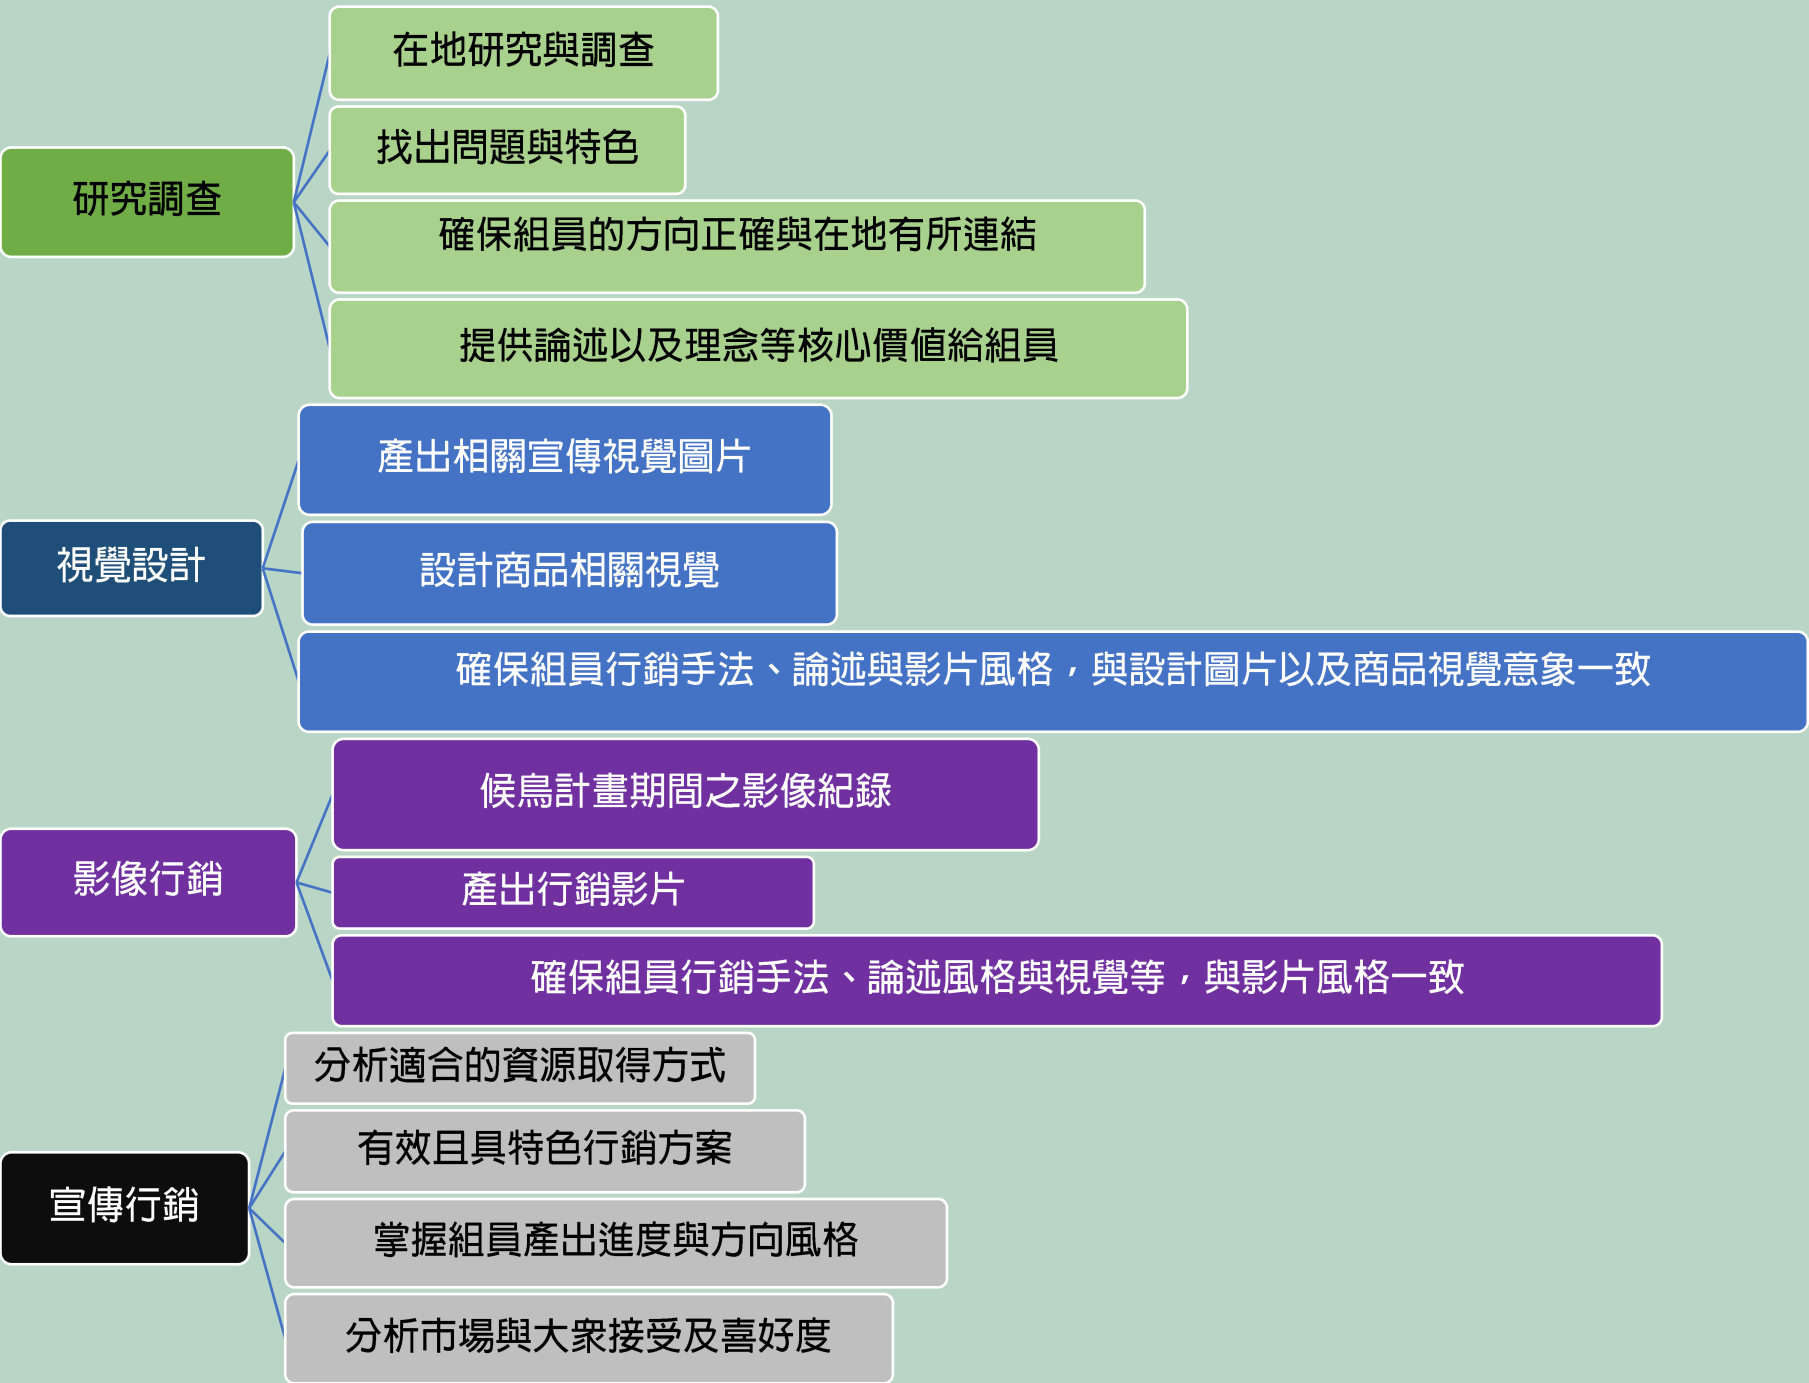 研究調查
在地研究與調查
找出問題與特色
確保組員的方向正確與在地有所連結
提供論述以及理念等核心價值給組員
視覺設計
產出相關宣傳視覺圖片
設計商品相關視覺
確保組員行銷手法、論述與影片風格，與設計圖片以及商品視覺意象一致
影像行銷
候鳥計畫期間之影像紀錄
產出行銷影片
確保組員行銷手法、論述風格與視覺等，與影片風格一致
宣傳行銷
分析適合的資源取得方式
有效且具特色行銷方案
掌握組員產出進度與方向風格
分析市場與大眾接受及喜好度